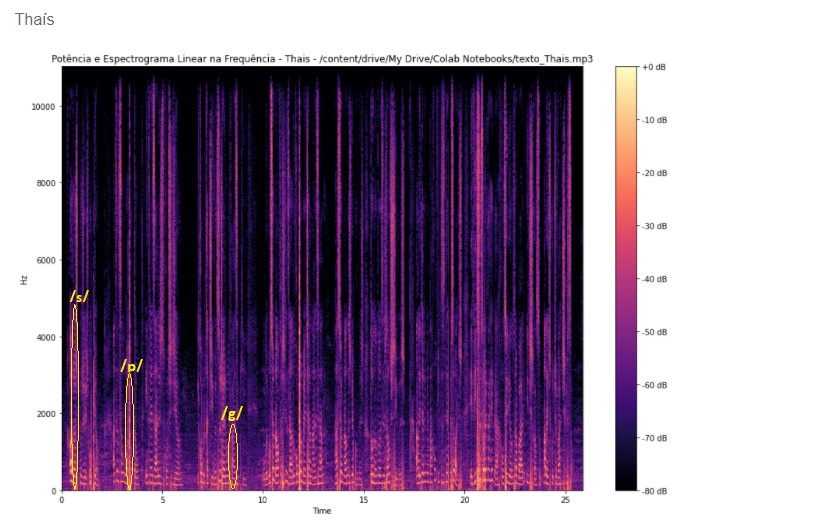 Thaís
Potência e Espectrograma Linear na Frequência - Thais - /content/drive/My Drive/Colab Notebooks/texto_Thais.mp3
+0 dB
10000
-10 dB
8000
-20 dB
6000
-30 dB
Hz
/s/
-40 dB
4000
-50 dB
/p/
-60 dB
/g/
2000
-70 dB
0
-80 dB
0 5 10 15 20 25
Time